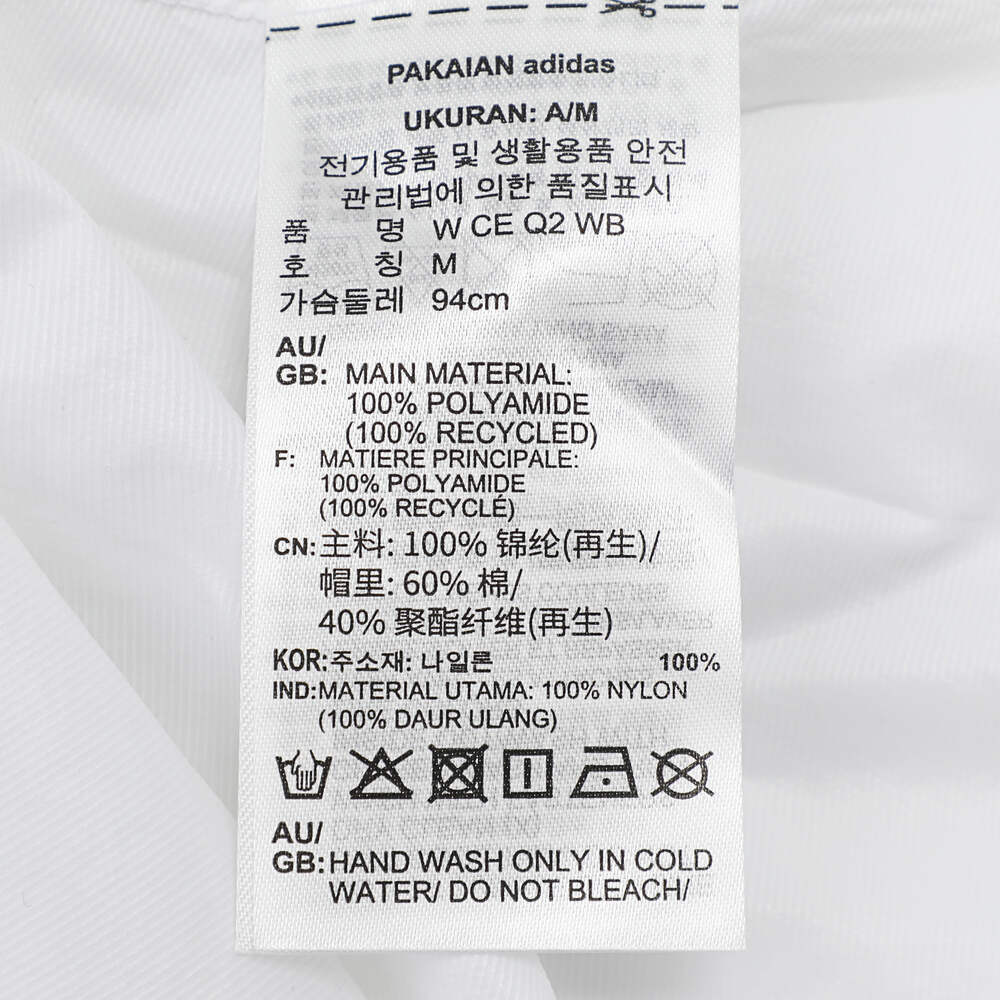 PAKAIAN adidas
UKURAN: A/M
전기용품 및 생활용품 안전
관리법에 의한 품질표시
품 명 W CE Q2 WB
호 칭 M
가슴둘레 94cm
AU/
GB: MAIN MATERIAL:
100% POLYAMIDE
(100% RECYCLED)
F: MATIERE PRINCIPALE:
100% POLYAMIDE
(100% RECYCLÉ)
CN: 主料: 100% 锦纶(再生)/
帽里: 60% 棉/
40% 聚酯纤维(再生)
KOR: 주소재: 나일론 100%
IND: MATERIAL UTAMA: 100% NYLON
(100% DAUR ULANG)
AU/
GB: HAND WASH ONLY IN COLD
WATER/ DO NOT BLEACH/